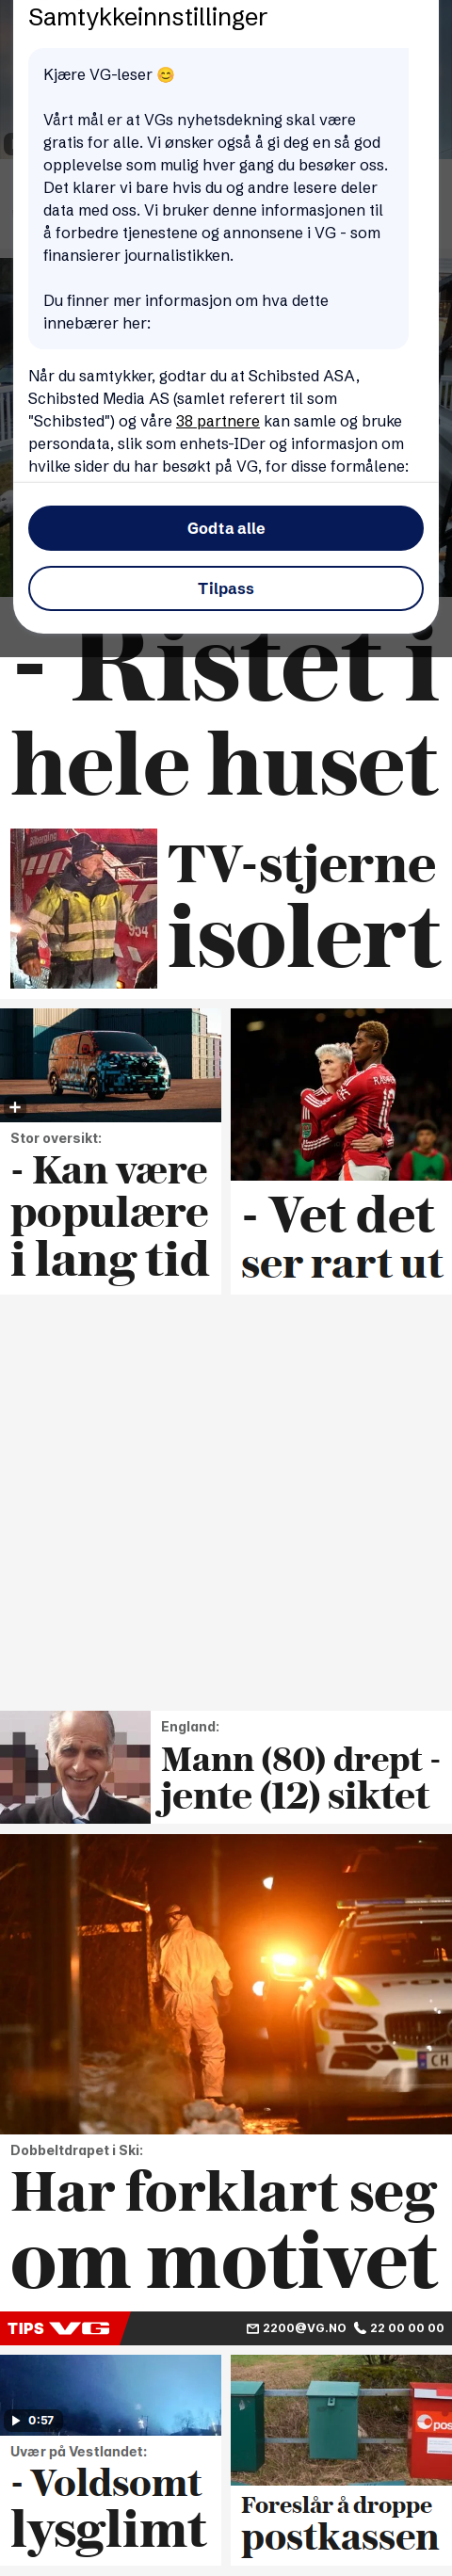 Samtykkeinnstillinger
Kjære VG-leser 😊
Vårt mål er at VGs nyhetsdekning skal være
gratis for alle. Vi ønsker også å gi deg en så god
opplevelse som mulig hver gang du besøker oss.
Det klarer vi bare hvis du og andre lesere deler
data med oss. Vi bruker denne informasjonen til
å forbedre tjenestene og annonsene i VG - som
finansierer journalistikken.
Du finner mer informasjon om hva dette
innebærer her:
Når du samtykker, godtar du at Schibsted ASA,
Schibsted Media AS (samlet referert til som
"Schibsted") og våre 38 partnere kan samle og bruke
persondata, slik som enhets-IDer og informasjon om
hvilke sider du har besøkt på VG, for disse formålene:
Godta alle
Tilpass
- Ristet i
hele huset
Bilberging
954
TV-stjerne
isolert
Stor oversikt:
- Kan være
populære
i lang tid
- Vet det
ser rart ut
England:
Mann (80) drept -
jente (12) siktet
CH
Dobbeltdrapet i Ski:
Har forklart seg
om motivet
TIPS VG
2200@VG.NO 22 00 00 00
0:57
Uvær på Vestlandet:
- Voldsomt
lysglimt
pos
Foreslår å droppe
postkassen